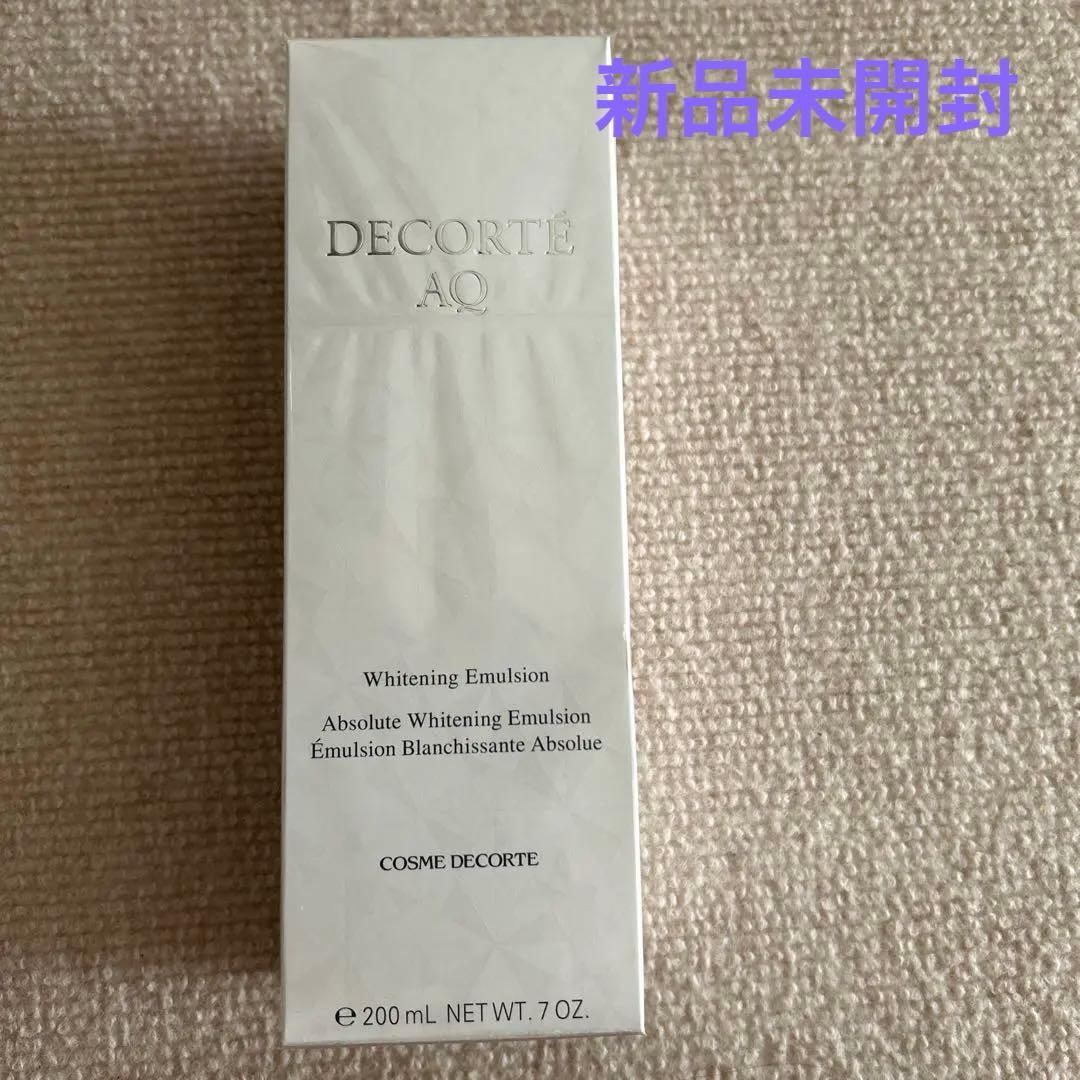 新品未開封
DECORTÉ
AQ
Whitening Emulsion
Absolute Whitening Emulsion
Émulsion Blanchissante Absolue
COSME DECORTE
℮ 200 mL NET WT. 7 OZ.